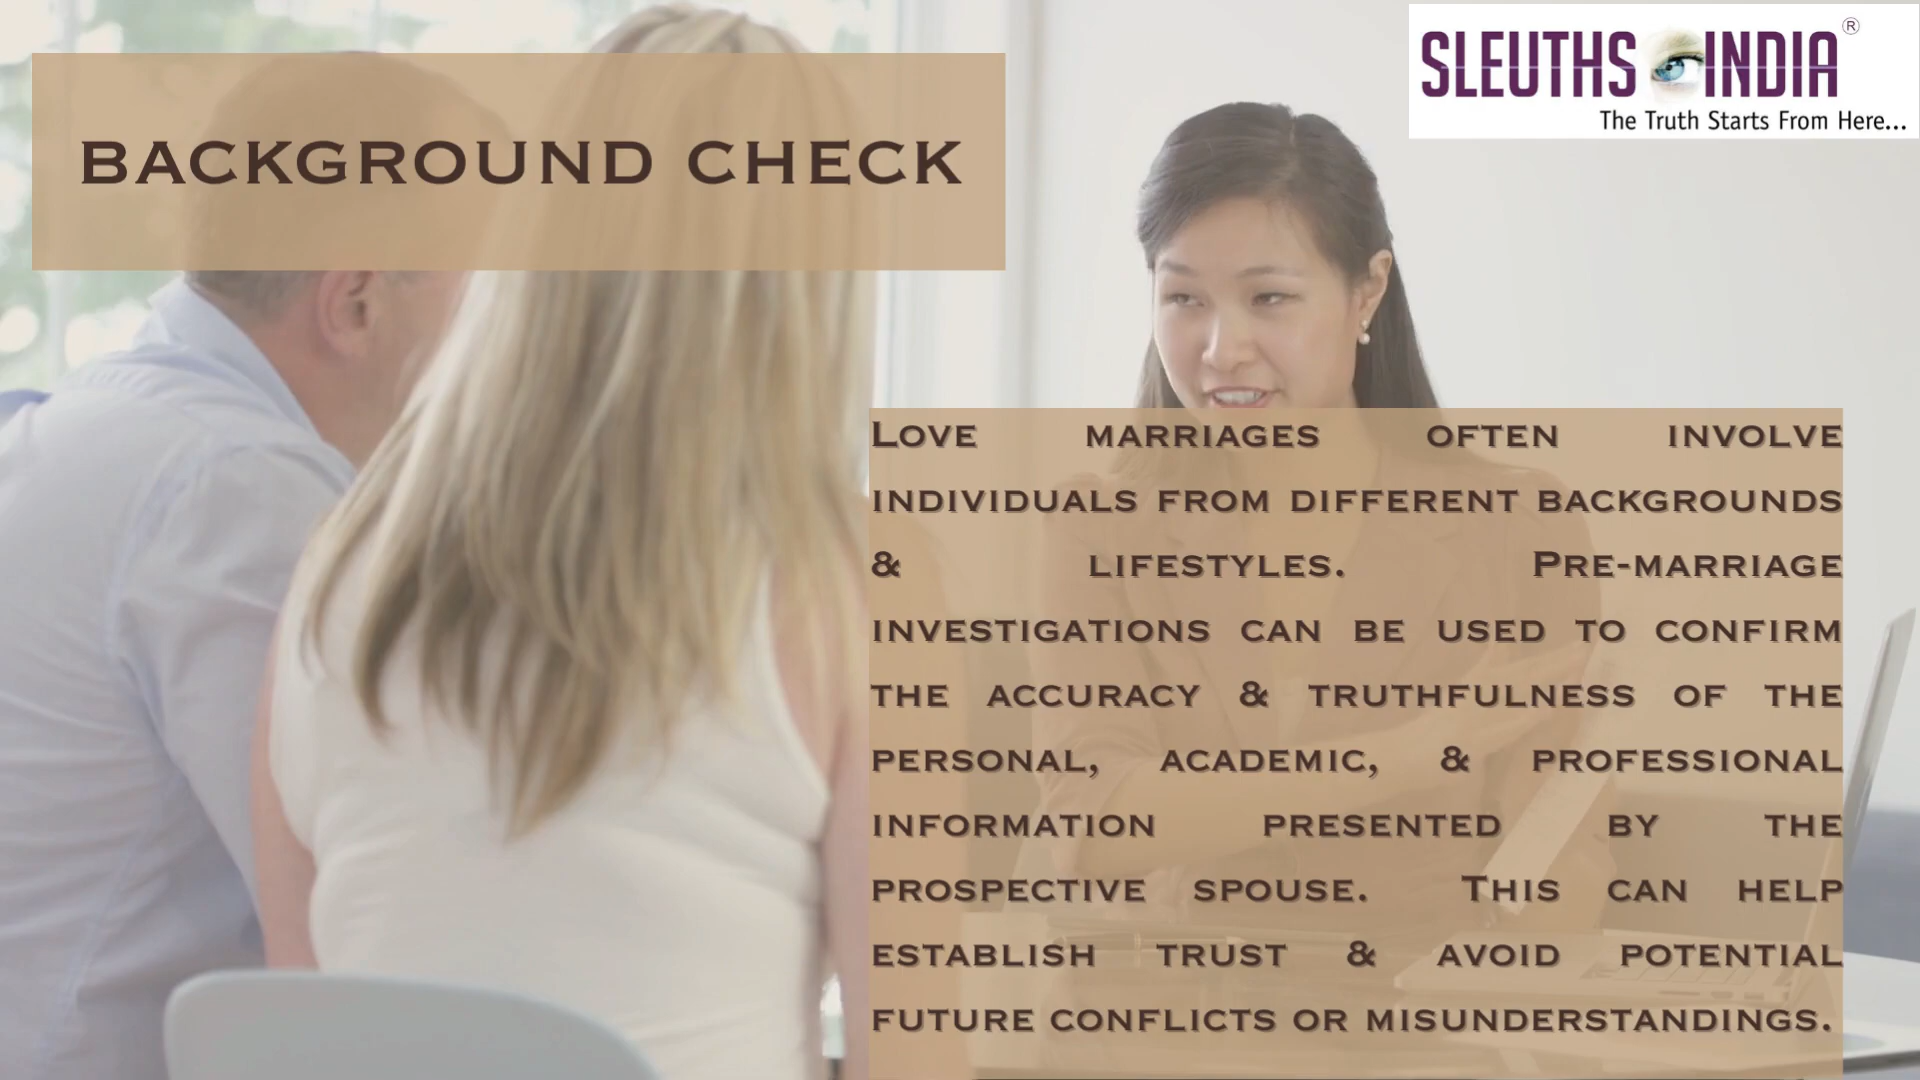 SLEUTHS INDIA ®
The Truth Starts From Here...
BACKGROUND CHECK
LOVE MARRIAGES OFTEN INVOLVE
INDIVIDUALS FROM DIFFERENT BACKGROUNDS
& LIFESTYLES. PRE-MARRIAGE
INVESTIGATIONS CAN BE USED TO CONFIRM
THE ACCURACY & TRUTHFULNESS OF THE
PERSONAL, ACADEMIC, & PROFESSIONAL
INFORMATION PRESENTED BY THE
PROSPECTIVE SPOUSE. THIS CAN HELP
ESTABLISH TRUST & AVOID POTENTIAL
FUTURE CONFLICTS OR MISUNDERSTANDINGS.